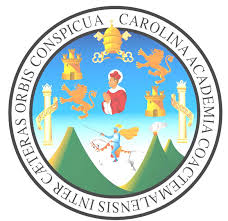 CAROLINA ACADEMIA COACTEMALENSIS INTER CÆTERAS ORBIS CONSPICUA